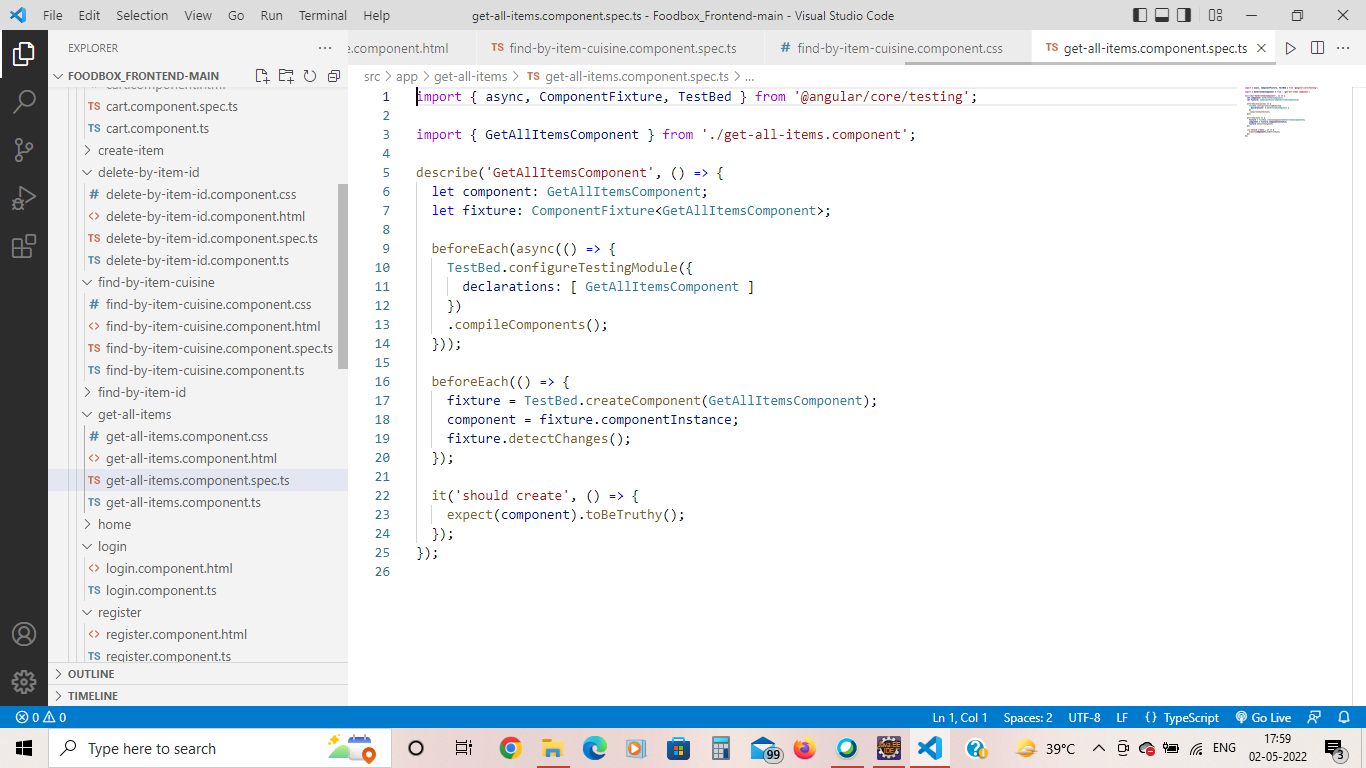 File Edit Selection View Go Run Terminal Help
get-all-items.component.spec.ts - Foodbox_Frontend-main - Visual Studio Code
EXPLORER
e.component.html
TS find-by-item-cuisine.component.spec.ts
# find-by-item-cuisine.component.css
TS get-all-items.component.spec.ts
FOODBOX_FRONTEND-MAIN
src > app > get-all-items > TS get-all-items.component.spec.ts > ...
cart.component.html
TS cart.component.spec.ts
TS cart.component.ts
create-item
delete-by-item-id
# delete-by-item-id.component.css
<> delete-by-item-id.component.html
TS delete-by-item-id.component.spec.ts
TS delete-by-item-id.component.ts
find-by-item-cuisine
# find-by-item-cuisine.component.css
<> find-by-item-cuisine.component.html
TS find-by-item-cuisine.component.spec.ts
TS find-by-item-cuisine.component.ts
find-by-item-id
get-all-items
# get-all-items.component.css
<> get-all-items.component.html
TS get-all-items.component.spec.ts
TS get-all-items.component.ts
home
login
<> login.component.html
TS login.component.ts
register
<> register.component.html
TS register.component.ts
OUTLINE
TIMELINE
1 import { async, ComponentFixture, TestBed } from '@angular/core/testing';
2
3 import { GetAllItemsComponent } from './get-all-items.component';
4
5 describe('GetAllItemsComponent', () => {
6 let component: GetAllItemsComponent;
7 let fixture: ComponentFixture<GetAllItemsComponent>;
8
9 beforeEach(async(() => {
10 TestBed.configureTestingModule({
11 declarations: [ GetAllItemsComponent ]
12 })
13 .compileComponents();
14 }));
15
16 beforeEach(() => {
17 fixture = TestBed.createComponent(GetAllItemsComponent);
18 component = fixture.componentInstance;
19 fixture.detectChanges();
20 });
21
22 it('should create', () => {
23 expect(component).toBeTruthy();
24 });
25 });
26
0 0
Ln 1, Col 1 Spaces: 2 UTF-8 LF {} TypeScript Go Live
Type here to search
99
Java EE
IDE
39°C
ENG
17:59
02-05-2022
3